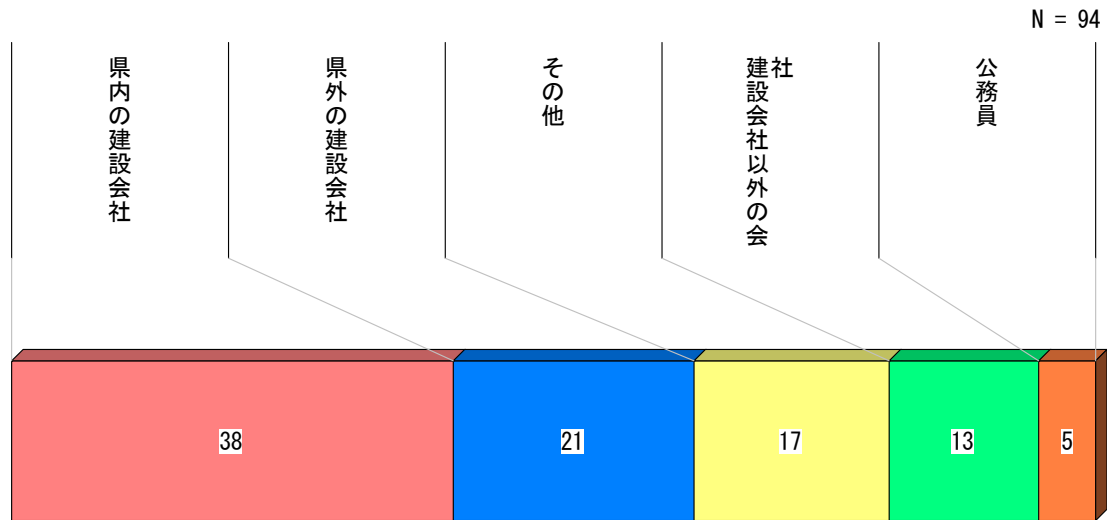 N = 94
県内の建設会社
県外の建設会社
その他
建設会社以外の会
社
公務員
38
21
17
13
5